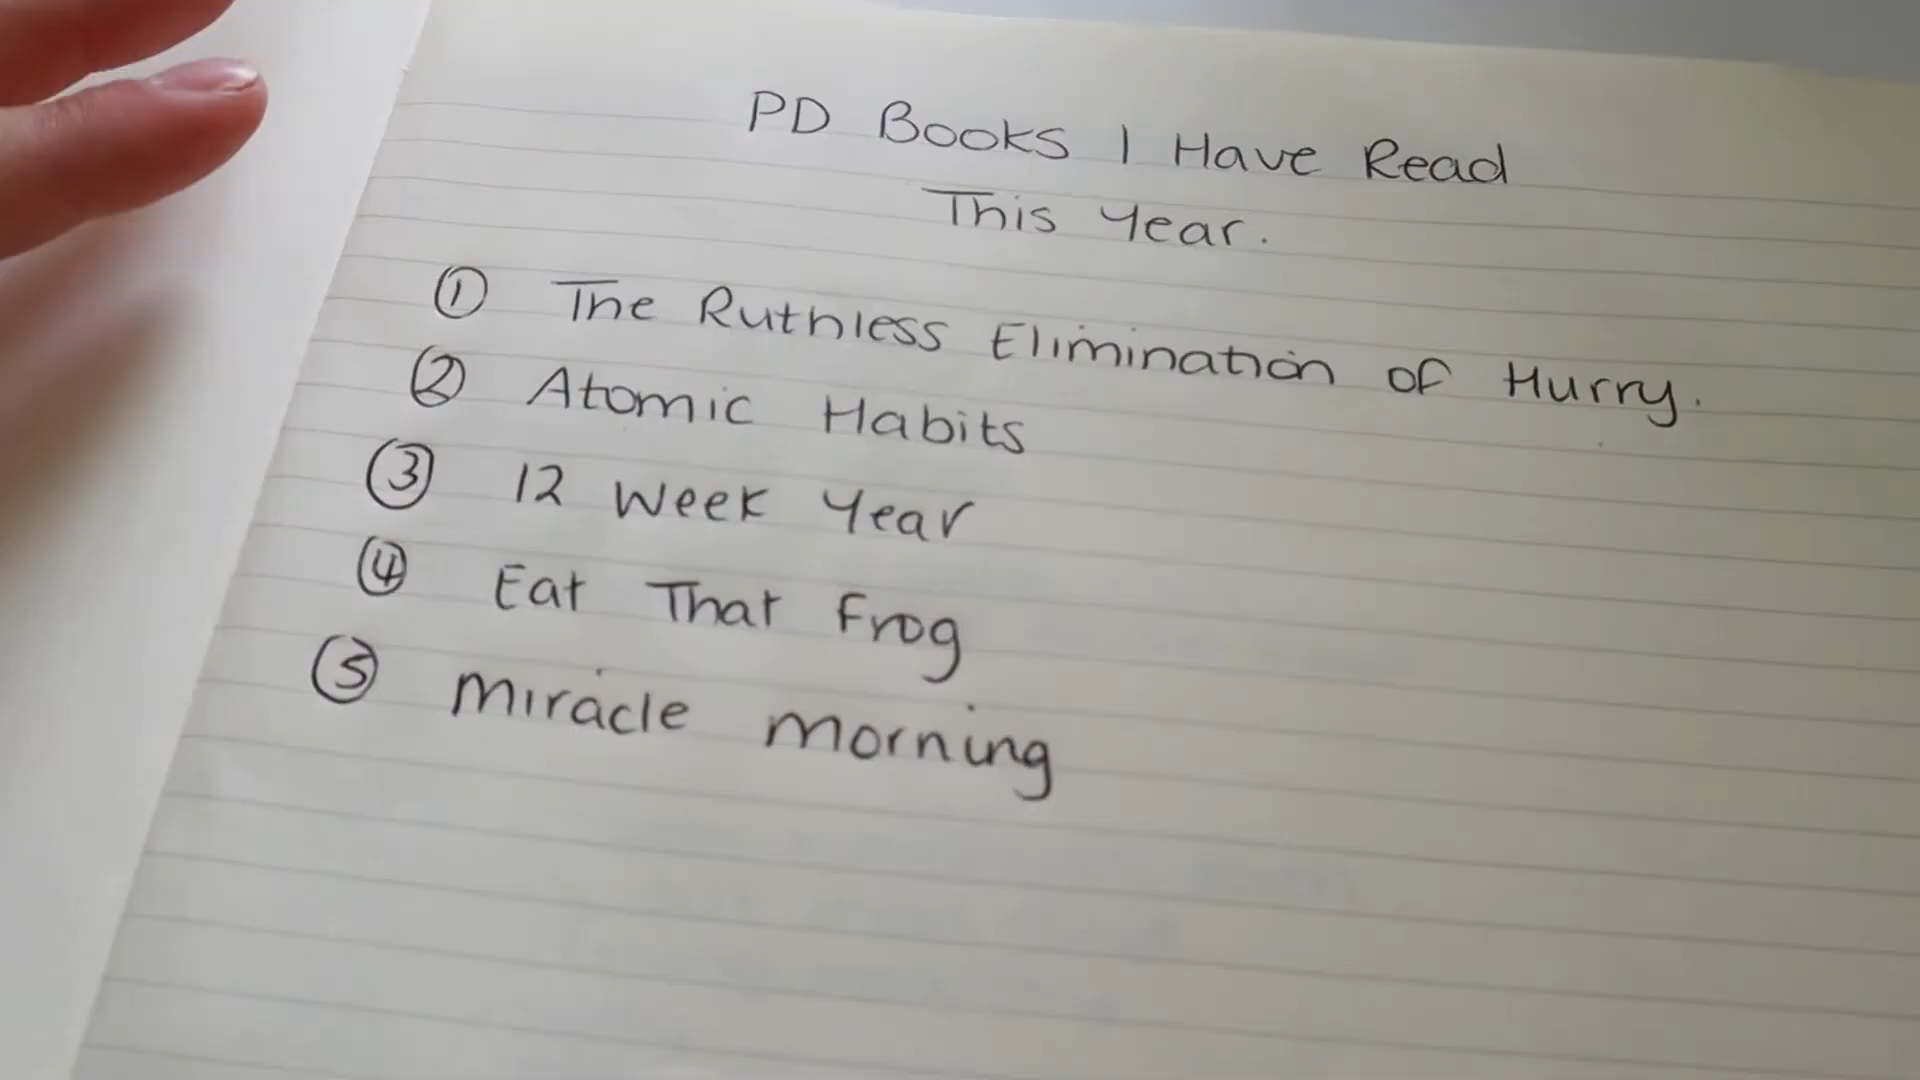 PD Books I Have Read
This Year.
① The Ruthless Elimination of Hurry.
② Atomic Habits
③ 12 Week Year
④ Eat That Frog
⑤ Miracle Morning